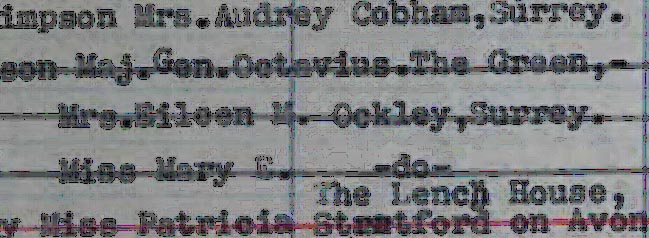 impson Mrs.Audrey Cobham,Surrey.
son Maj.Gen.Octavius.The Green,-
Mrs.Eileen M. Ockley,Surrey.
Miss Mary -do-
The Lench House,
y Miss Patricia Stratford on Avon